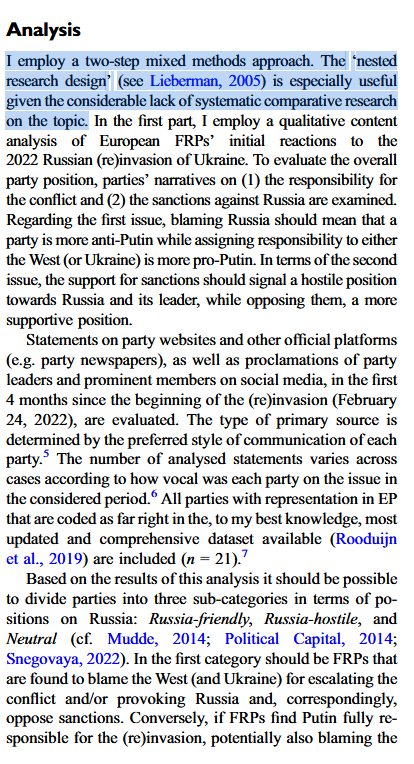 Analysis
I employ a two-step mixed methods approach. The ‘nested
research design’ (see Lieberman, 2005) is especially useful
given the considerable lack of systematic comparative research
on the topic. In the first part, I employ a qualitative content
analysis of European FRPs’ initial reactions to the
2022 Russian (re)invasion of Ukraine. To evaluate the overall
party position, parties’ narratives on (1) the responsibility for
the conflict and (2) the sanctions against Russia are examined.
Regarding the first issue, blaming Russia should mean that a
party is more anti-Putin while assigning responsibility to either
the West (or Ukraine) is more pro-Putin. In terms of the second
issue, the support for sanctions should signal a hostile position
towards Russia and its leader, while opposing them, a more
supportive position.
Statements on party websites and other official platforms
(e.g. party newspapers), as well as proclamations of party
leaders and prominent members on social media, in the first
4 months since the beginning of the (re)invasion (February
24, 2022), are evaluated. The type of primary source is
determined by the preferred style of communication of each
party.⁵ The number of analysed statements varies across
cases according to how vocal was each party on the issue in
the considered period.⁶ All parties with representation in EP
that are coded as far right in the, to my best knowledge, most
updated and comprehensive dataset available (Rooduijn
et al., 2019) are included (n = 21).⁷
Based on the results of this analysis it should be possible
to divide parties into three sub-categories in terms of po-
sitions on Russia: Russia-friendly, Russia-hostile, and
Neutral (cf. Mudde, 2014; Political Capital, 2014;
Snegovaya, 2022). In the first category should be FRPs that
are found to blame the West (and Ukraine) for escalating the
conflict and/or provoking Russia and, correspondingly,
oppose sanctions. Conversely, if FRPs find Putin fully re-
sponsible for the (re)invasion, potentially also blaming the